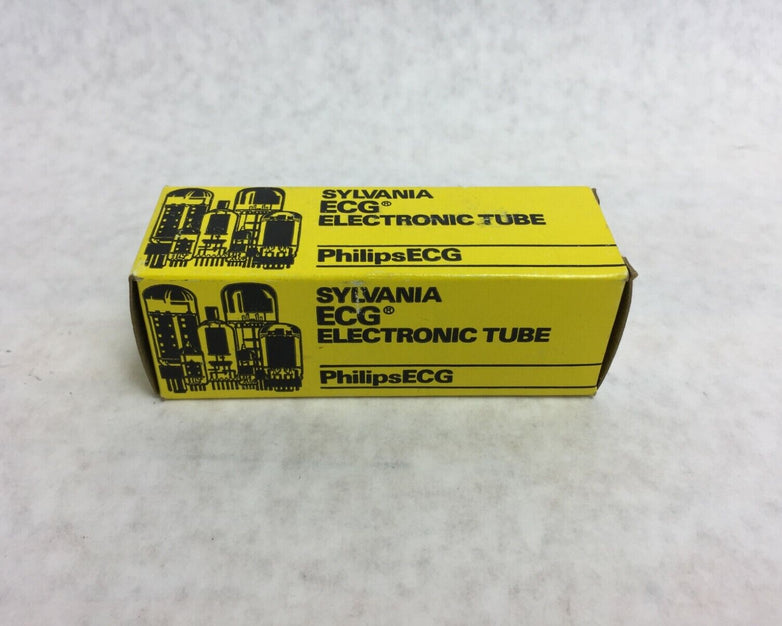 SYLVANIA
ECG®
ELECTRONIC TUBE
PhilipsECG
SYLVANIA
ECG®
ELECTRONIC TUBE
PhilipsECG